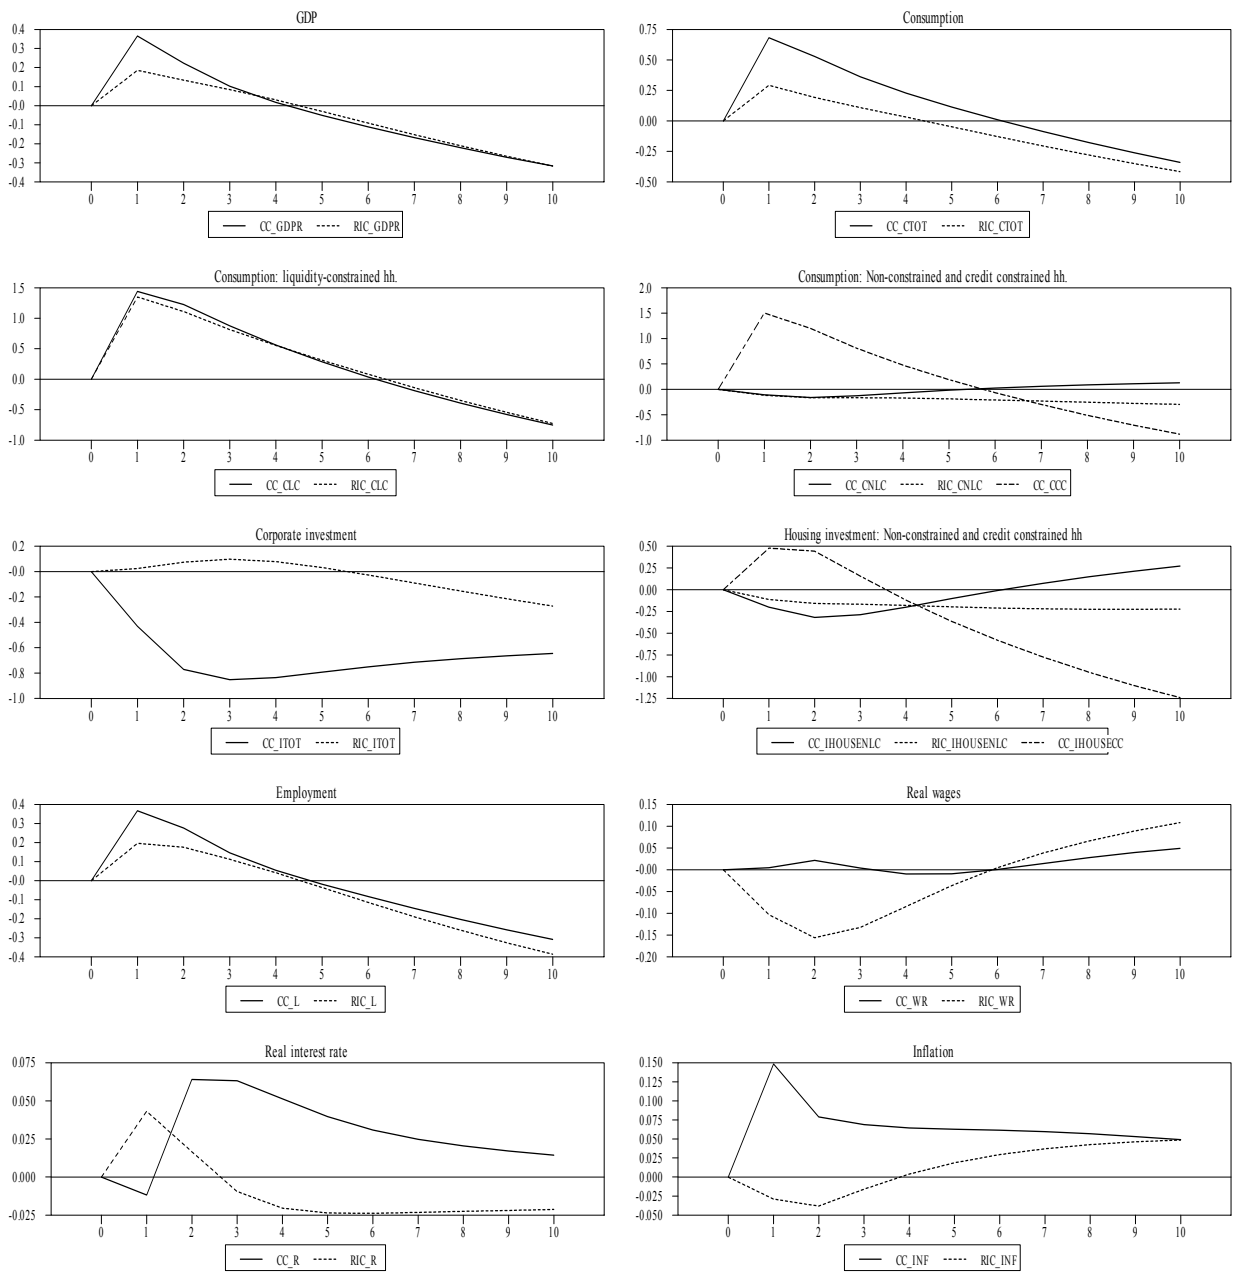 GDP
0.4
0.3
0.2
0.1
-0.0
-0.1
-0.2
-0.3
-0.4
0 1 2 3 4 5 6 7 8 9 10
CC_GDPR RIC_GDPR
Consumption
0.75
0.50
0.25
0.00
-0.25
-0.50
0 1 2 3 4 5 6 7 8 9 10
CC_CTOT RIC_CTOT
Consumption: liquidity-constrained hh.
1.5
1.0
0.5
0.0
-0.5
-1.0
0 1 2 3 4 5 6 7 8 9 10
CC_CLC RIC_CLC
Consumption: Non-constrained and credit constrained hh.
2.0
1.5
1.0
0.5
0.0
-0.5
-1.0
0 1 2 3 4 5 6 7 8 9 10
CC_CNLC RIC_CNLC CC_CCC
Corporate investment
0.2
-0.0
-0.2
-0.4
-0.6
-0.8
-1.0
0 1 2 3 4 5 6 7 8 9 10
CC_ITOT RIC_ITOT
Housing investment: Non-constrained and credit constrained hh
0.50
0.25
0.00
-0.25
-0.50
-0.75
-1.00
-1.25
0 1 2 3 4 5 6 7 8 9 10
CC_IHOUSENLC RIC_IHOUSENLC CC_IHOUSECC
Employment
0.4
0.3
0.2
0.1
-0.0
-0.1
-0.2
-0.3
-0.4
0 1 2 3 4 5 6 7 8 9 10
CC_L RIC_L
Real wages
0.15
0.10
0.05
-0.00
-0.05
-0.10
-0.15
-0.20
0 1 2 3 4 5 6 7 8 9 10
CC_WR RIC_WR
Real interest rate
0.075
0.050
0.025
0.000
-0.025
0 1 2 3 4 5 6 7 8 9 10
CC_R RIC_R
Inflation
0.150
0.125
0.100
0.075
0.050
0.025
0.000
-0.025
-0.050
0 1 2 3 4 5 6 7 8 9 10
CC_INF RIC_INF